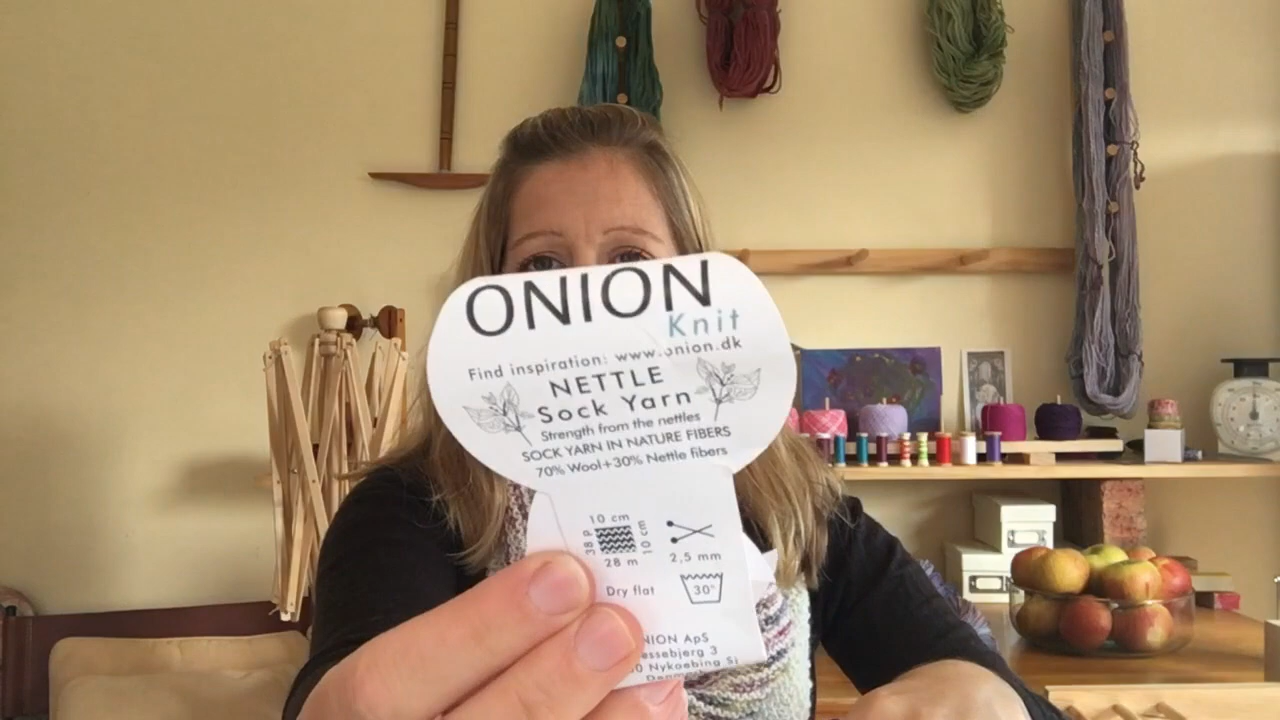 ONION
Knit
Find inspiration: www.onion.dk
NETTLE
Sock Yarn
Strength from the nettles
SOCK YARN IN NATURE FIBERS
70% Wool+30% Nettle fibers
10 cm
38 P
10 cm
28 m
2,5 mm
Dry flat
30°
ApS
3
Nykoebing